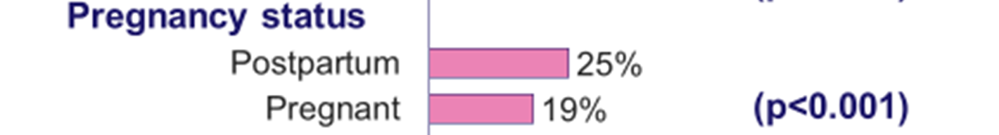 Pregnancy status
Postpartum 25%
Pregnant 19% (p<0.001)